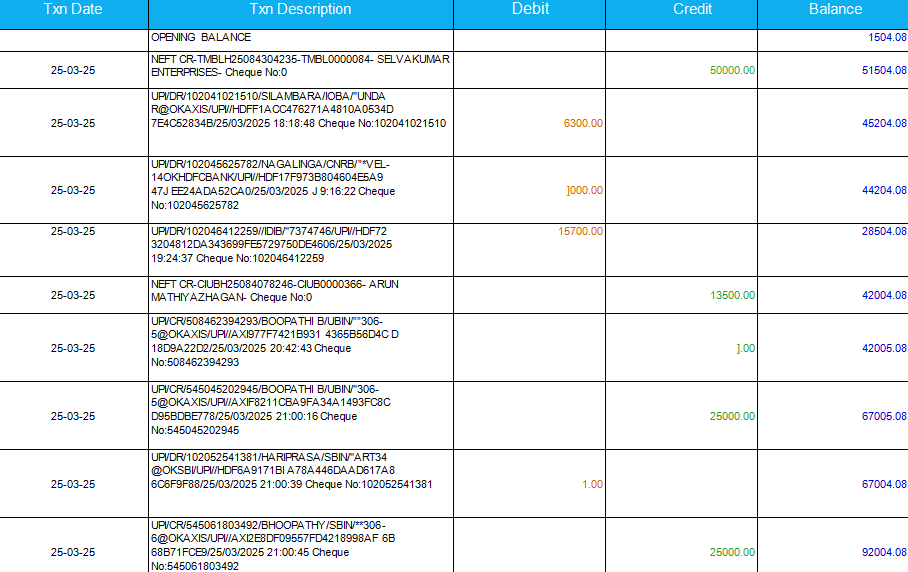 Txn Date Txn Description Debit Credit Balance
OPENING BALANCE 1504.08
NEFT CR-TMBLH25084304235-TMBL0000084- SELVAKUMAR
25-03-25 ENTERPRISES- Cheque No:0 50000.00 51504.08
UPI/DR/102041021510/SILAMBARA/IOBA/"UNDA
R@OKAXIS/UPI//HDFF1ACC476271A4810A0534D
25-03-25 7E4C52834B/25/03/2025 18:18:48 Cheque No:102041021510 6300.00 45204.08
UPI/DR/102045625782/NAGALINGA/CNRB/"*VEL-
14OKHDFCBANK/UPI//HDF17F973B804604E5A9
25-03-25 47J EE24ADA52CA0/25/03/2025 J 9:16:22 Cheque ]000.00 44204.08
No:102045625782
25-03-25 UPI/DR/102046412259//IDIB/"7374746/UPI//HDF72 15700.00 28504.08
3204812DA343699FE5729750DE4606/25/03/2025
19:24:37 Cheque No:102046412259
NEFT CR-CIUBH25084078246-CIUB0000366- ARUN
25-03-25 MATHIYAZHAGAN- Cheque No:0 13500.00 42004.08
UPI/CR/508462394293/BOOPATHI B/UBIN/"*306-
5@OKAXIS/UPI//AXI977F7421B931 4365B56D4C D
25-03-25 18D9A22D2/25/03/2025 20:42:43 Cheque ].00 42005.08
No:508462394293
UPI/CR/545045202945/BOOPATHI B/UBIN/"306-
5@OKAXIS/UPI//AXIF8211CBA9FA34A1493FC8C
25-03-25 D95BDBE778/25/03/2025 21:00:16 Cheque 25000.00 67005.08
No:545045202945
UPI/DR/102052541381/HARIPRASA/SBIN/"ART34
@OKSBI/UPI//HDF6A9171BI A78A446DAAD617A8
25-03-25 6C6F9F88/25/03/2025 21:00:39 Cheque No:102052541381 1.00 67004.08
UPI/CR/545061803492/BHOOPATHY/SBIN/**306-
6@OKAXIS/UPI//AXI2E8DF09557FD4218998AF 6B
25-03-25 68B71FCE9/25/03/2025 21:00:45 Cheque 25000.00 92004.08
No:545061803492